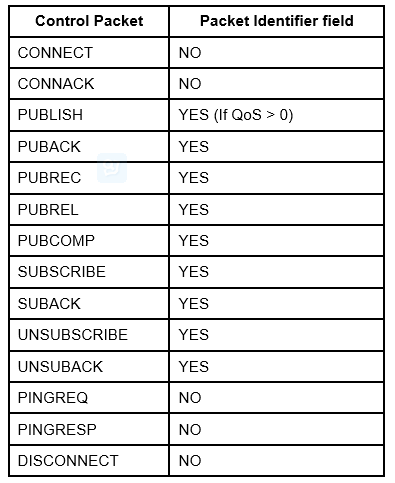 Control Packet Packet Identifier field
CONNECT NO
CONNACK NO
PUBLISH YES (If QoS > 0)
PUBACK YES
PUBREC YES
PUBREL YES
PUBCOMP YES
SUBSCRIBE YES
SUBACK YES
UNSUBSCRIBE YES
UNSUBACK YES
PINGREQ NO
PINGRESP NO
DISCONNECT NO